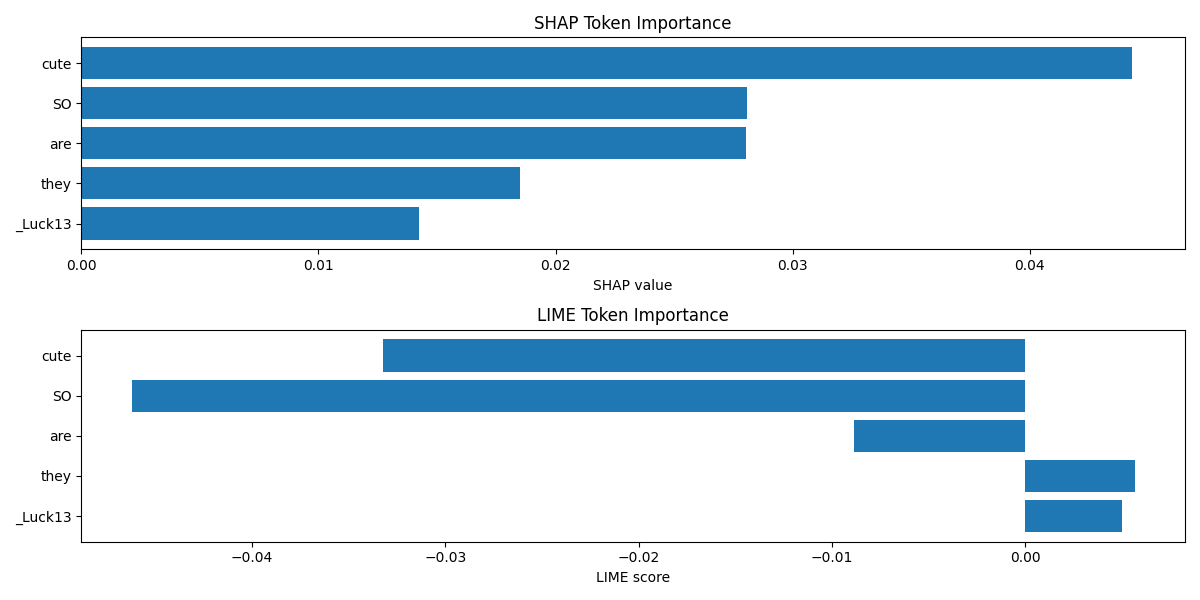 SHAP Token Importance
cute
SO
are
they
_Luck13
0.00 0.01 0.02 0.03 0.04
SHAP value
LIME Token Importance
cute
SO
are
they
_Luck13
−0.04 −0.03 −0.02 −0.01 0.00
LIME score